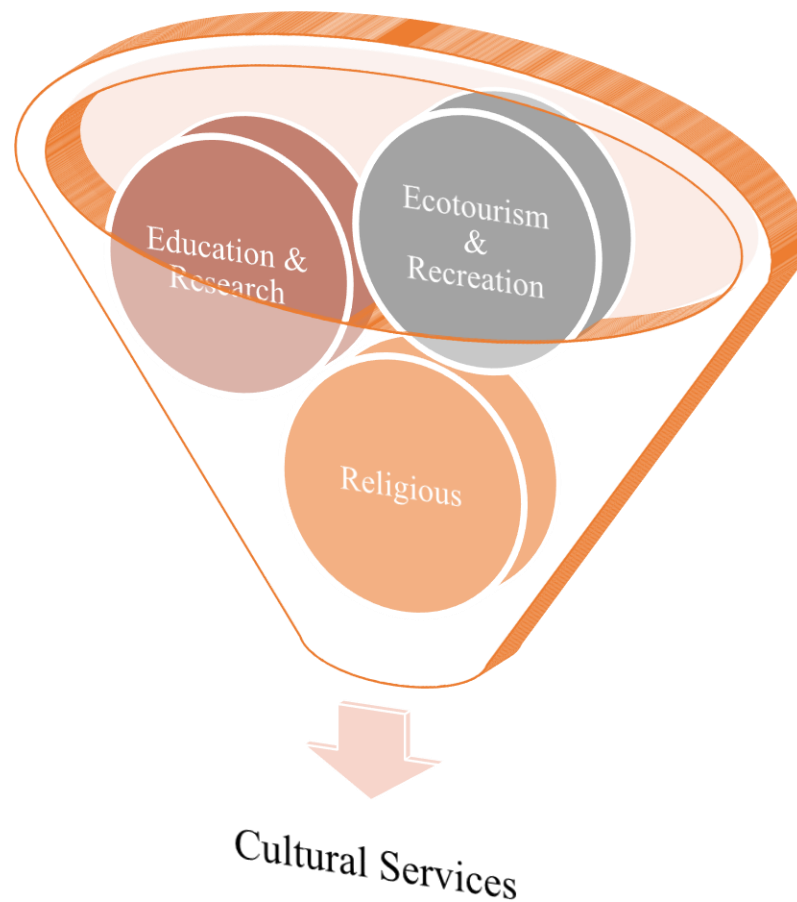 Education &
Research
Ecotourism
&
Recreation
Religious
Cultural Services